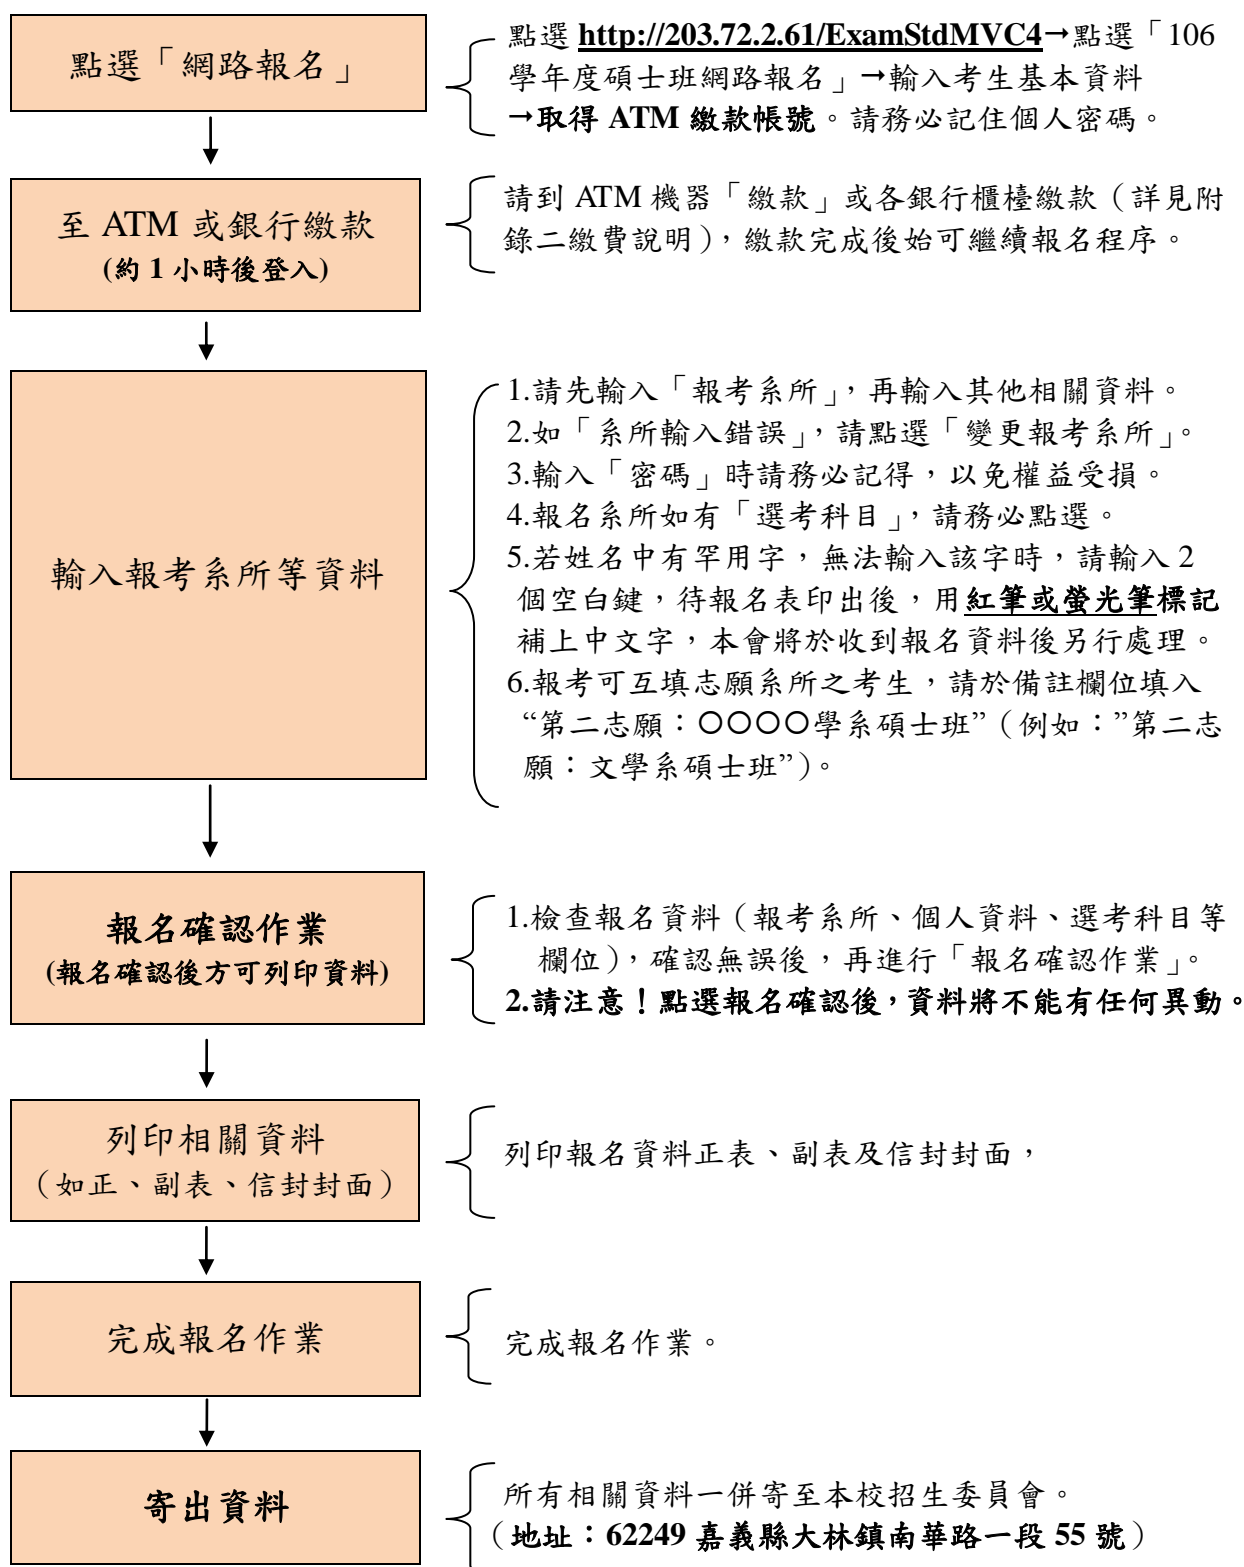 點選「網路報名」
點選 http://203.72.2.61/ExamStdMVC4→點選「106
學年度碩士班網路報名」→輸入考生基本資料
→取得 ATM 繳款帳號。請務必記住個人密碼。
至 ATM 或銀行繳款
(約 1 小時後登入)
請到 ATM 機器「繳款」或各銀行櫃檯繳款（詳見附
錄二繳費說明），繳款完成後始可繼續報名程序。
輸入報考系所等資料
1.請先輸入「報考系所」，再輸入其他相關資料。
2.如「系所輸入錯誤」，請點選「變更報考系所」。
3.輸入「密碼」時請務必記得，以免權益受損。
4.報名系所如有「選考科目」，請務必點選。
5.若姓名中有罕用字，無法輸入該字時，請輸入 2
個空白鍵，待報名表印出後，用紅筆或螢光筆標記
補上中文字，本會將於收到報名資料後另行處理。
6.報考可互填志願系所之考生，請於備註欄位填入
“第二志願：〇〇〇〇學系碩士班”（例如：”第二志
願：文學系碩士班”）。
報名確認作業
(報名確認後方可列印資料)
1.檢查報名資料（報考系所、個人資料、選考科目等
欄位），確認無誤後，再進行「報名確認作業」。
2.請注意！點選報名確認後，資料將不能有任何異動。
列印相關資料
（如正、副表、信封封面）
列印報名資料正表、副表及信封封面，
完成報名作業
完成報名作業。
寄出資料
所有相關資料一併寄至本校招生委員會。
（地址：62249 嘉義縣大林鎮南華路一段 55 號）